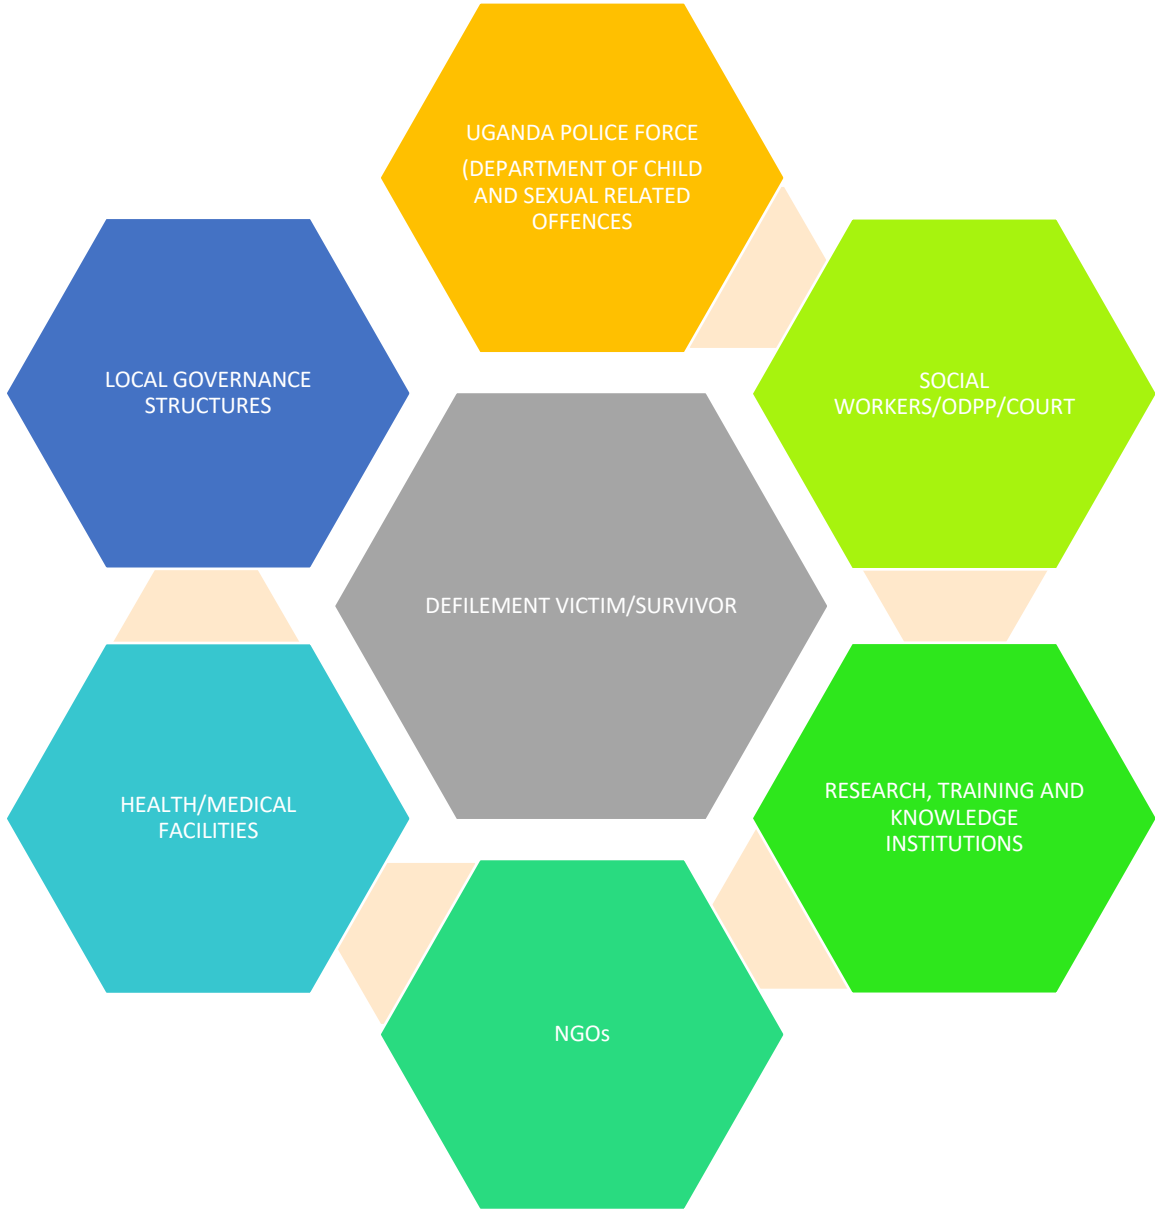 UGANDA POLICE FORCE
(DEPARTMENT OF CHILD
AND SEXUAL RELATED
OFFENCES
LOCAL GOVERNANCE
STRUCTURES
SOCIAL
WORKERS/ODPP/COURT
DEFILEMENT VICTIM/SURVIVOR
HEALTH/MEDICAL
FACILITIES
RESEARCH, TRAINING AND
KNOWLEDGE
INSTITUTIONS
NGOs